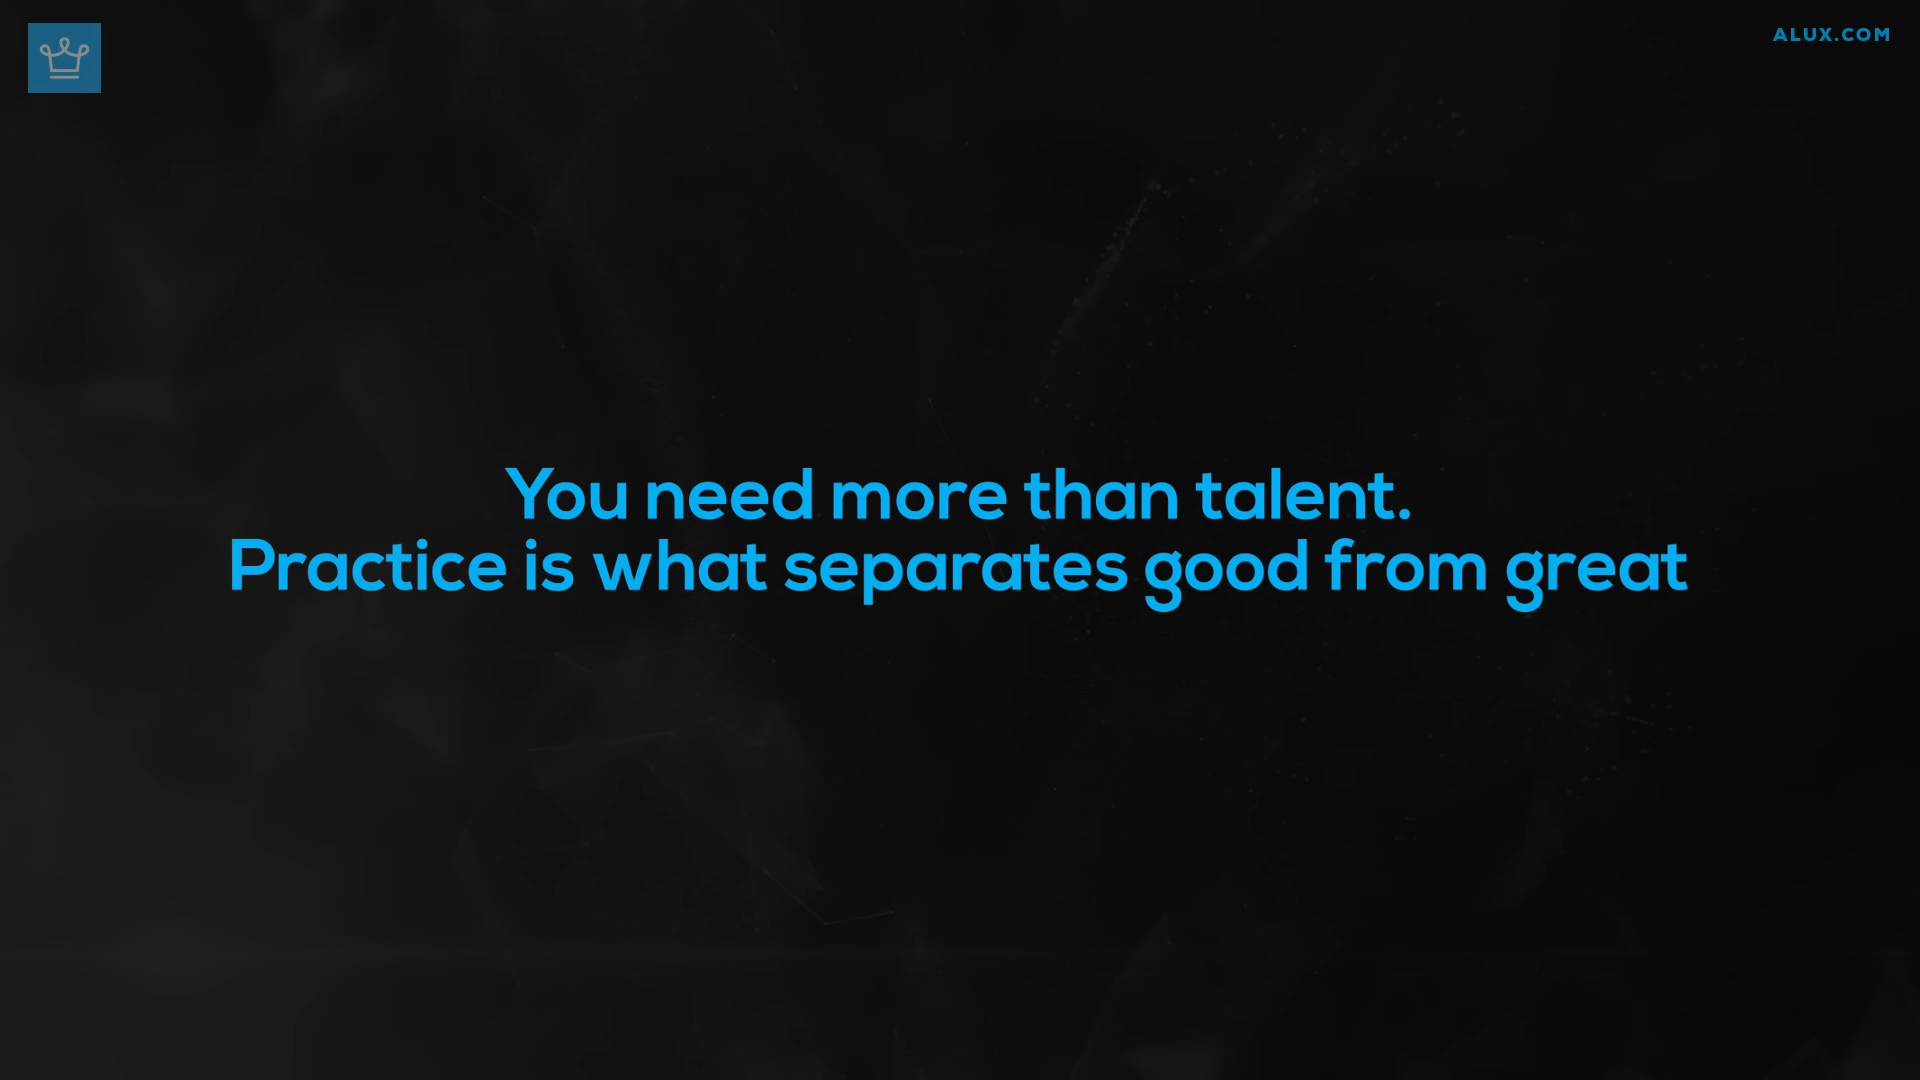 ALUX.COM
You need more than talent.
Practice is what separates good from great